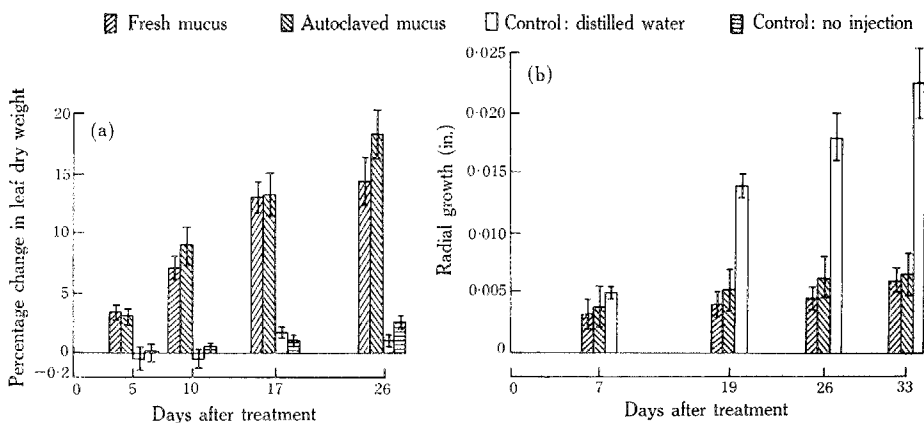 Fresh mucus
Autoclaved mucus
Control: distilled water
Control: no injection
(a)
Percentage change in leaf dry weight
20
15
10
5
0
−0.2
0
5
10
17
26
Days after treatment
(b)
Radial growth (in.)
0·025
0·020
0·015
0·010
0·005
0
0
7
19
26
33
Days after treatment